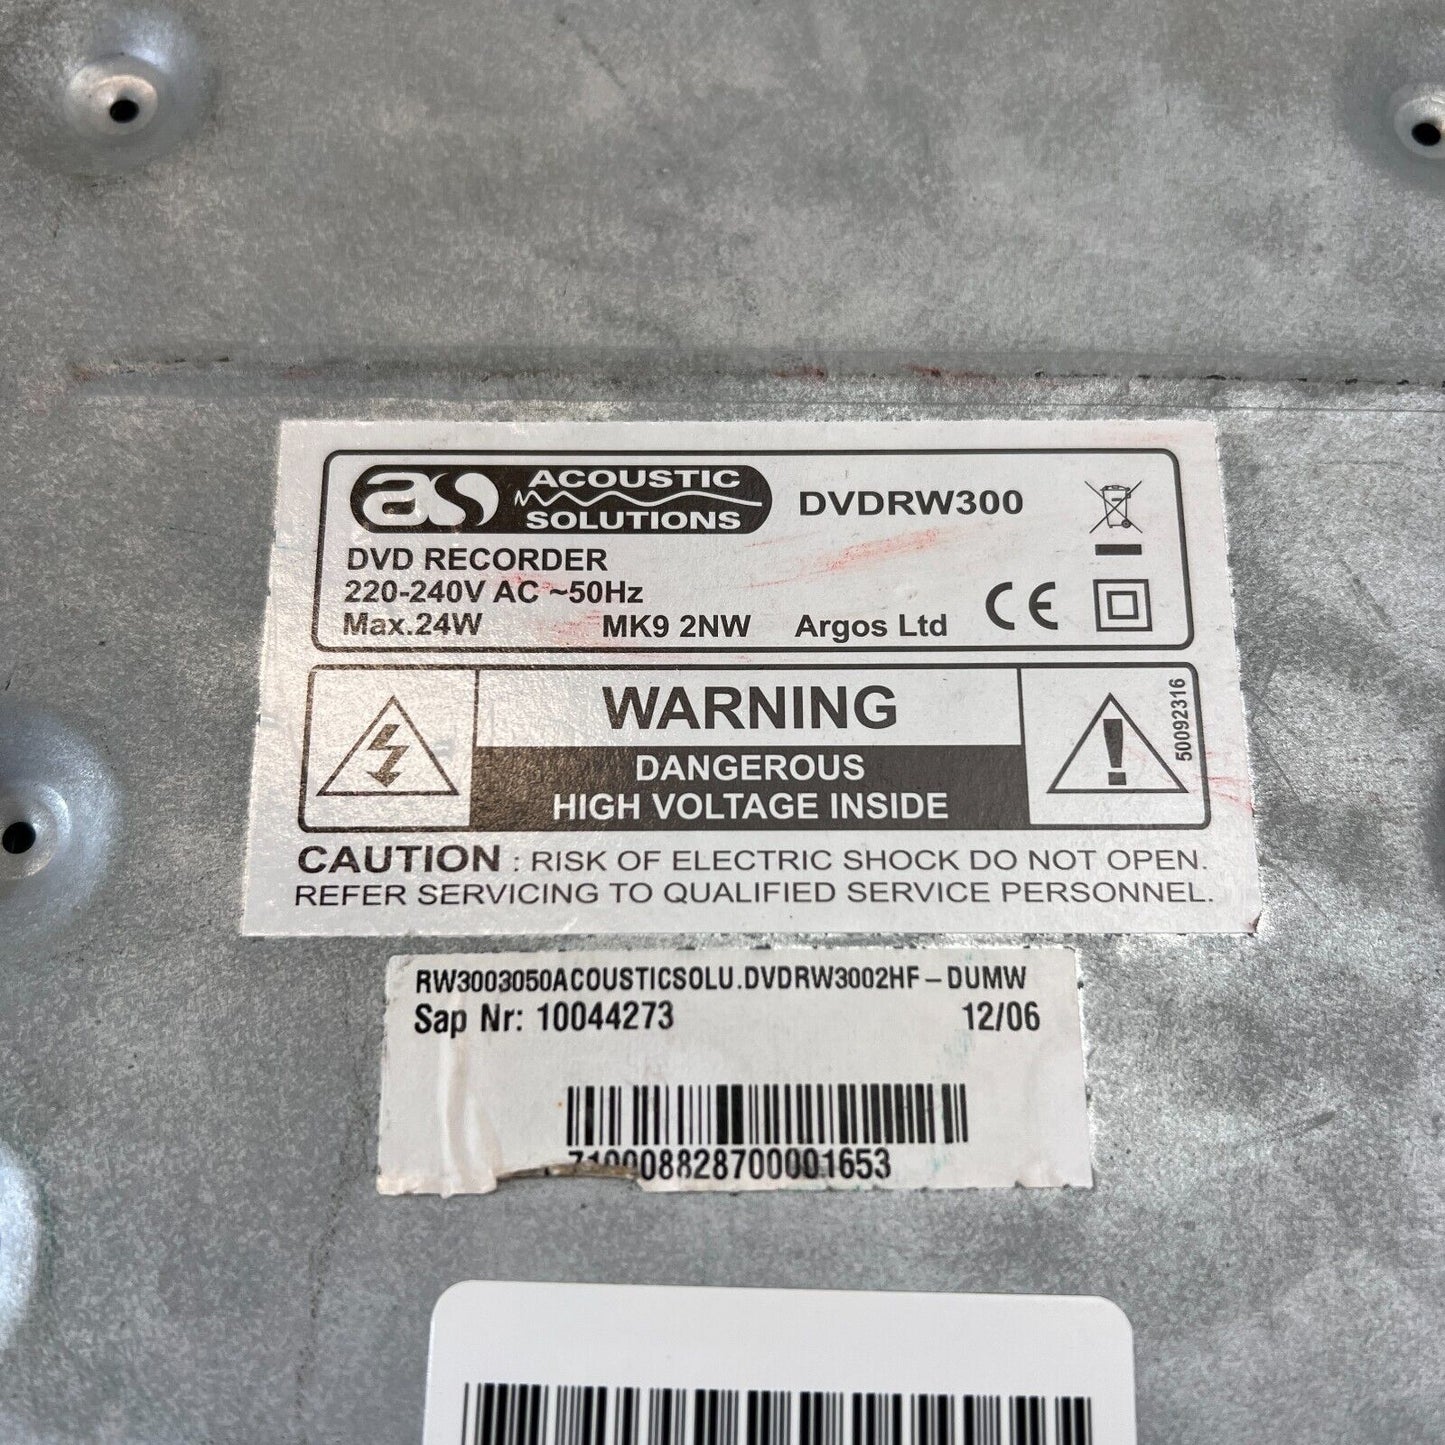 as ACOUSTIC SOLUTIONS DVDRW300
DVD RECORDER
220-240V AC ~50Hz
Max.24W MK9 2NW Argos Ltd CE
WARNING
DANGEROUS
HIGH VOLTAGE INSIDE
50092316
CAUTION : RISK OF ELECTRIC SHOCK DO NOT OPEN.
REFER SERVICING TO QUALIFIED SERVICE PERSONNEL.
RW3003050ACOUSTICSOLU.DVDRW3002HF-DUMW
Sap Nr: 10044273 12/06